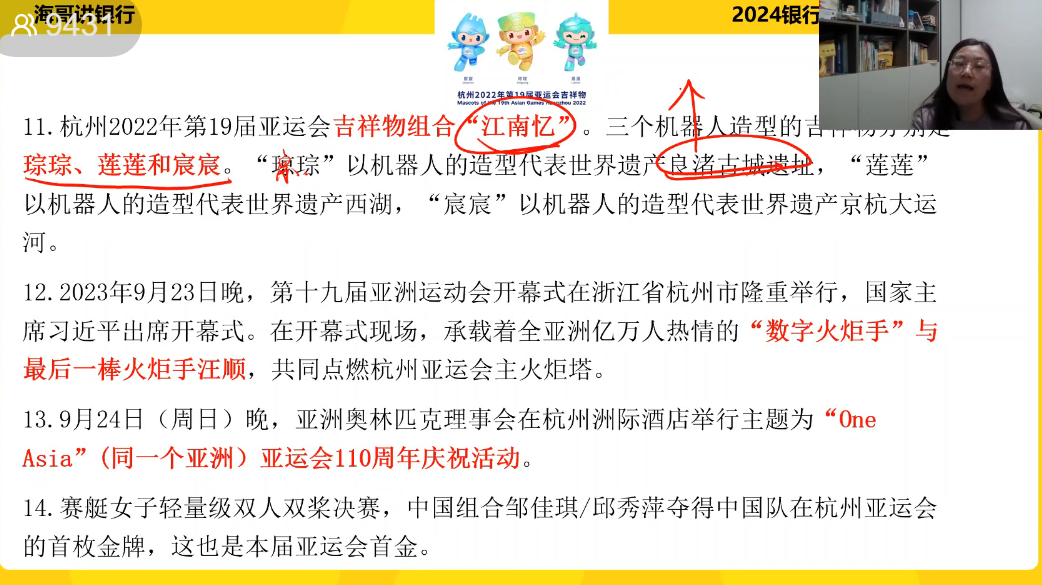 海哥讲银行
9431
2024银行
杭州2022年第19届亚运会吉祥物
Mascots of the 19th Asian Games Hangzhou 2022
11.杭州2022年第19届亚运会吉祥物组合“江南忆”。三个机器人造型的吉祥物分别是
琮琮、莲莲和宸宸。“琮琮”以机器人的造型代表世界遗产良渚古城遗址，“莲莲”
以机器人的造型代表世界遗产西湖，“宸宸”以机器人的造型代表世界遗产京杭大运
河。
12.2023年9月23日晚，第十九届亚洲运动会开幕式在浙江省杭州市隆重举行，国家主
席习近平出席开幕式。在开幕式现场，承载着全亚洲亿万人热情的“数字火炬手”与
最后一棒火炬手汪顺，共同点燃杭州亚运会主火炬塔。
13.9月24日（周日）晚，亚洲奥林匹克理事会在杭州洲际酒店举行主题为“One
Asia”(同一个亚洲）亚运会110周年庆祝活动。
14.赛艇女子轻量级双人双桨决赛，中国组合邹佳琪/邱秀萍夺得中国队在杭州亚运会
的首枚金牌，这也是本届亚运会首金。